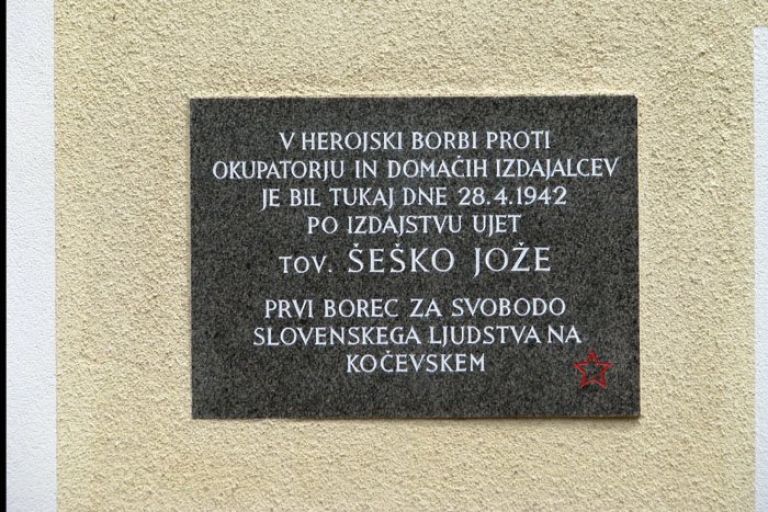 V HEROJSKI BORBI PROTI
OKUPATORJU IN DOMAČIH IZDAJALCEV
JE BIL TUKAJ DNE 28.4.1942
PO IZDAJSTVU UJET
TOV. ŠEŠKO JOŽE
PRVI BOREC ZA SVOBODO
SLOVENSKEGA LJUDSTVA NA
KOČEVSKEM